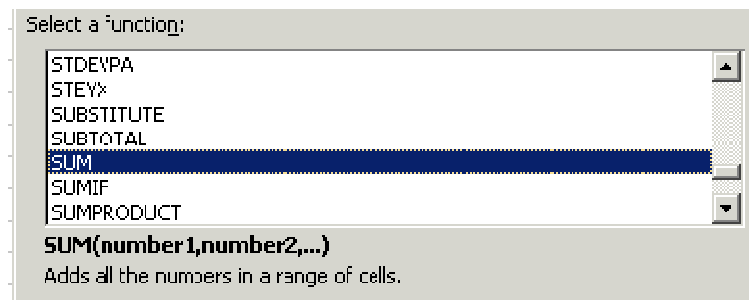 Select a function:
STDEVPA
STEYX
SUBSTITUTE
SUBTOTAL
SUM
SUMIF
SUMPRODUCT
SUM(number1,number2,...)
Adds all the numbers in a range of cells.